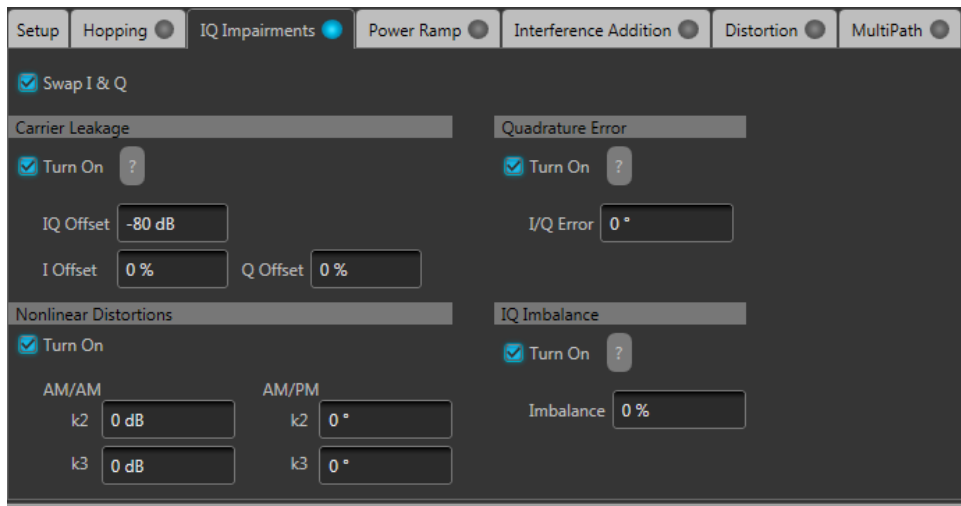 Setup Hopping IQ Impairments Power Ramp Interference Addition Distortion MultiPath
Swap I & Q
Carrier Leakage
Turn On ?
IQ Offset -80 dB
I Offset 0 % Q Offset 0 %
Quadrature Error
Turn On ?
I/Q Error 0 °
Nonlinear Distortions
Turn On
AM/AM AM/PM
k2 0 dB k2 0 °
k3 0 dB k3 0 °
IQ Imbalance
Turn On ?
Imbalance 0 %